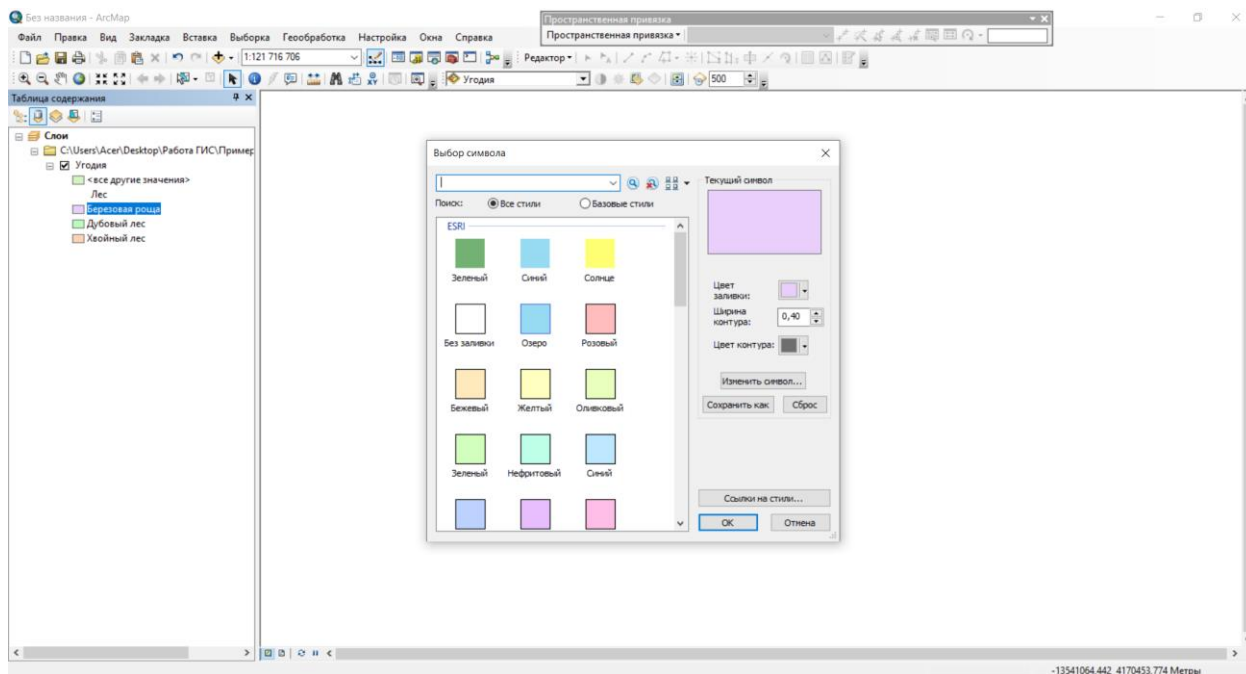 Без названия - ArcMap
Пространственная привязка
Файл Правка Вид Закладка Вставка Выборка Геообработка Настройка Окна Справка
Пространственная привязка
1:121 716 706
Редактор
Угодия
500
Таблица содержания
Слои
C:\Users\Acer\Desktop\Работа ГИС\Пример
Угодия
<все другие значения>
Лес
Березовая роща
Дубовый лес
Хвойный лес
Выбор символа
Поиск: Все стили Базовые стили
ESRI
Зеленый Синий Солнце
Без заливки Озеро Розовый
Бежевый Желтый Оливковый
Зеленый Нефритовый Синий
Текущий символ
Цвет заливки:
Ширина контура: 0,40
Цвет контура:
Изменить символ...
Сохранить как Сброс
Ссылки на стили...
OK Отмена
-13541064,442 4170453,774 Метры